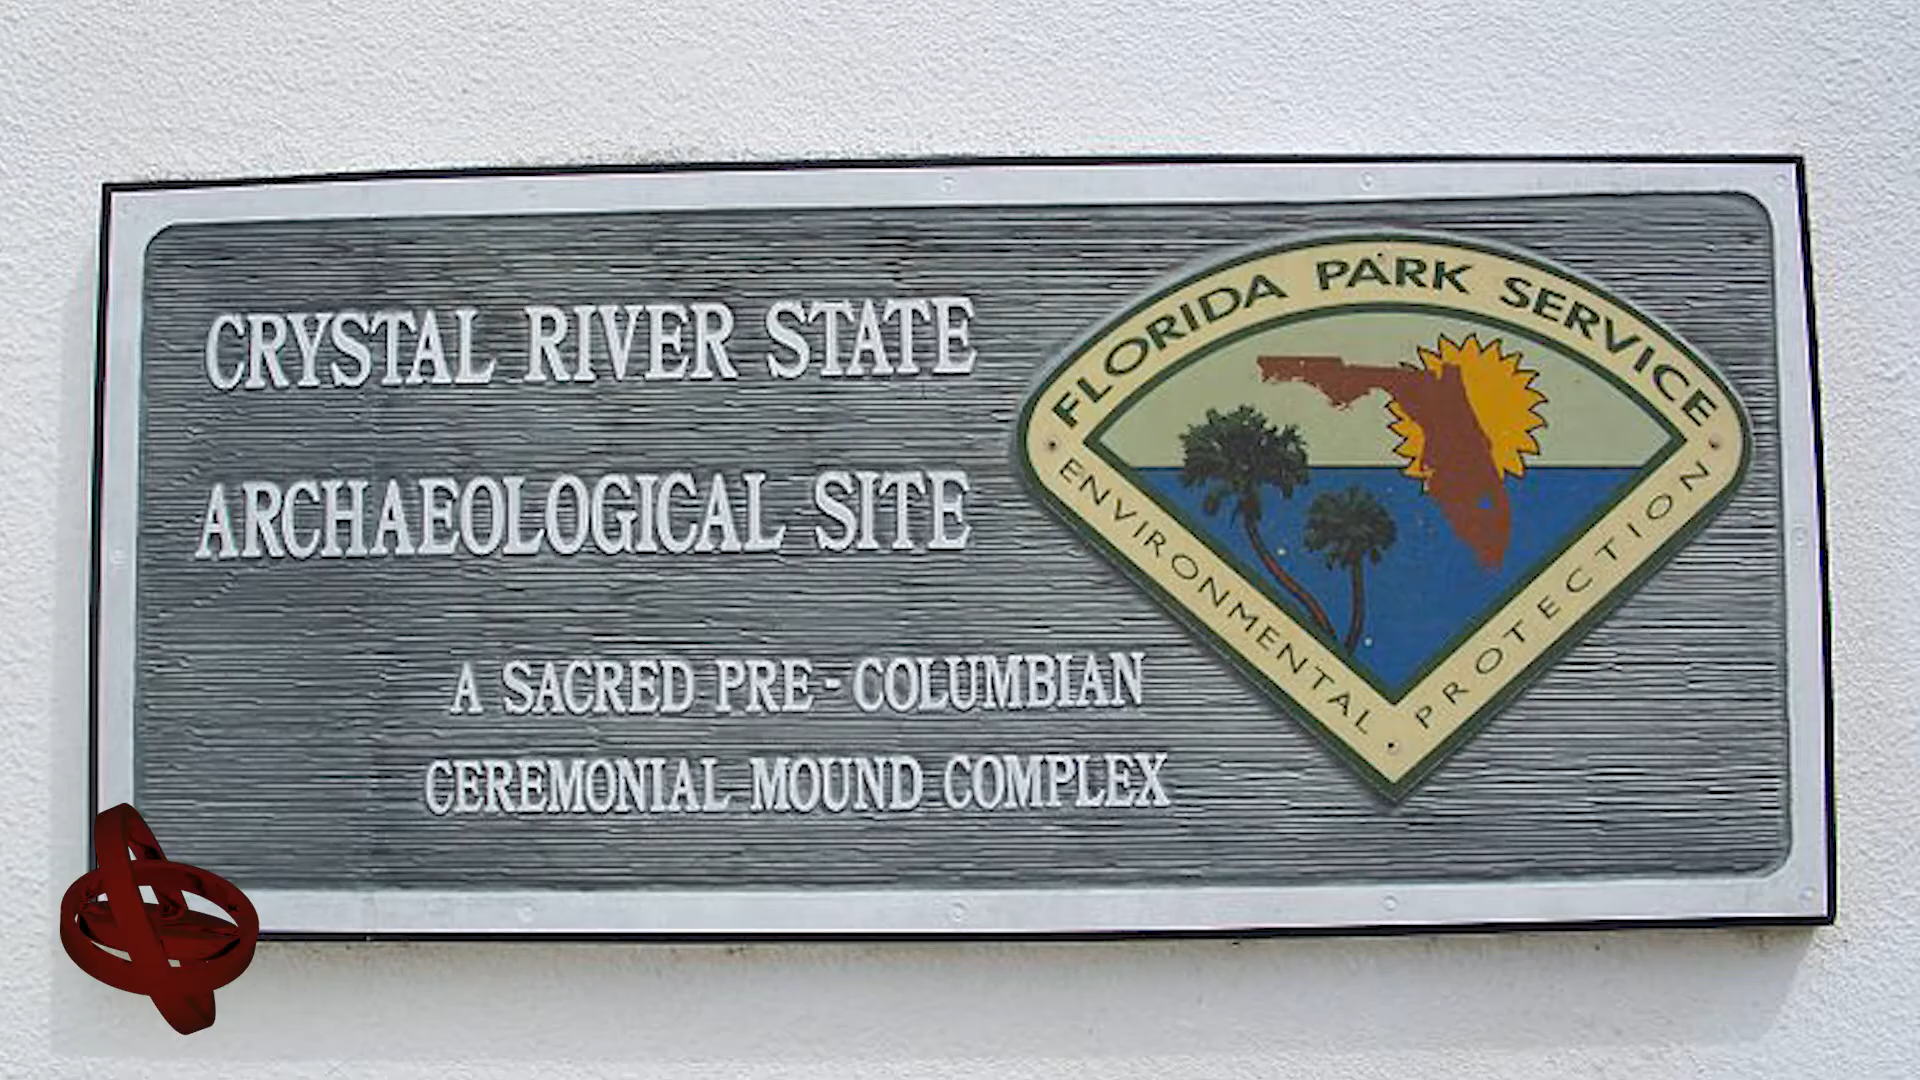 CRYSTAL RIVER STATE
ARCHAEOLOGICAL SITE
A SACRED PRE-COLUMBIAN
CEREMONIAL MOUND COMPLEX
FLORIDA PARK SERVICE
ENVIRONMENTAL PROTECTION